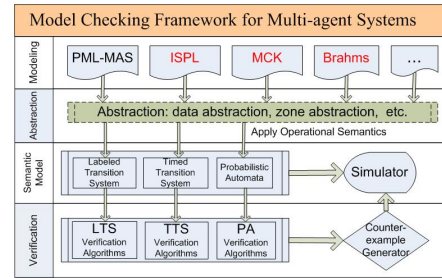 Model Checking Framework for Multi-agent Systems
Modeling
PML-MAS
ISPL
MCK
Brahms
...
Abstraction
Abstraction: data abstraction, zone abstraction, etc.
Apply Operational Semantics
Semantic
Model
Labeled
Transition
System
Timed
Transition
System
Probabilistic
Automata
Simulator
Verification
LTS
Verification
Algorithms
TTS
Verification
Algorithms
PA
Verification
Algorithms
Counter-
example
Generator